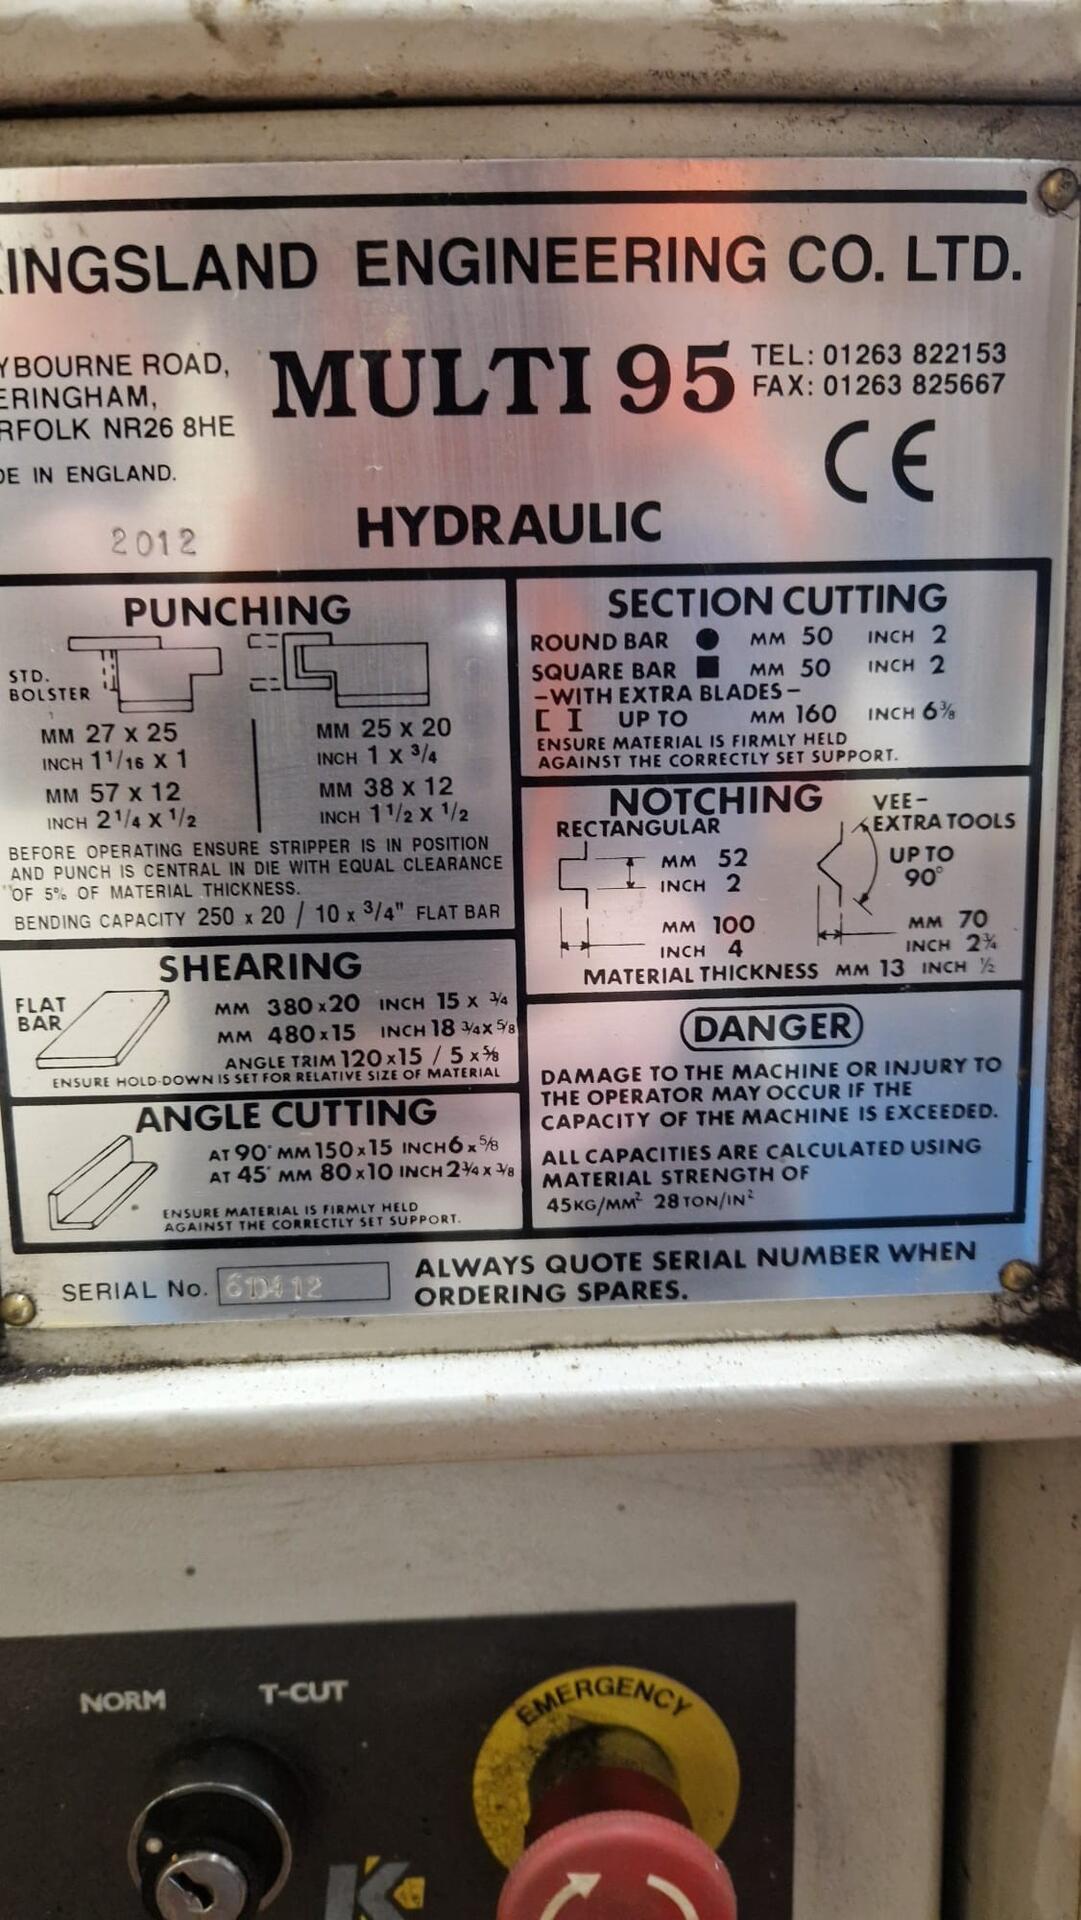 INGSLAND ENGINEERING CO. LTD.
YBOURNE ROAD,
ERINGHAM,
RFOLK NR26 8HE
DE IN ENGLAND.
2012
MULTI 95
TEL: 01263 822153
FAX: 01263 825667
CE
HYDRAULIC
PUNCHING
STD.
BOLSTER
MM 27 x 25
INCH 1 1/16 x 1
MM 57 x 12
INCH 2 1/4 x 1/2
MM 25 x 20
INCH 1 x 3/4
MM 38 x 12
INCH 1 1/2 x 1/2
BEFORE OPERATING ENSURE STRIPPER IS IN POSITION
AND PUNCH IS CENTRAL IN DIE WITH EQUAL CLEARANCE
OF 5% OF MATERIAL THICKNESS.
BENDING CAPACITY 250 x 20 / 10 x 3/4" FLAT BAR
SHEARING
FLAT
BAR
MM 380x20 INCH 15 x 3/4
MM 480x15 INCH 18 3/4 x 5/8
ANGLE TRIM 120x15 / 5 x 5/8
ENSURE HOLD-DOWN IS SET FOR RELATIVE SIZE OF MATERIAL
ANGLE CUTTING
AT 90° MM 150x15 INCH 6 x 5/8
AT 45° MM 80x10 INCH 2 3/4 x 3/8
ENSURE MATERIAL IS FIRMLY HELD
AGAINST THE CORRECTLY SET SUPPORT.
SECTION CUTTING
ROUND BAR ● MM 50 INCH 2
SQUARE BAR ■ MM 50 INCH 2
-WITH EXTRA BLADES-
UP TO MM 160 INCH 6 3/8
ENSURE MATERIAL IS FIRMLY HELD
AGAINST THE CORRECTLY SET SUPPORT.
NOTCHING
RECTANGULAR
MM 52
INCH 2
MM 100
INCH 4
VEE-
EXTRA TOOLS
UP TO
90°
MM 70
INCH 2 3/4
MATERIAL THICKNESS MM 13 INCH 1/2
DANGER
DAMAGE TO THE MACHINE OR INJURY TO
THE OPERATOR MAY OCCUR IF THE
CAPACITY OF THE MACHINE IS EXCEEDED.
ALL CAPACITIES ARE CALCULATED USING
MATERIAL STRENGTH OF
45KG/MM² 28TON/IN²
SERIAL No.
ALWAYS QUOTE SERIAL NUMBER WHEN
ORDERING SPARES.
NORM
T-CUT
EMERGENCY
K